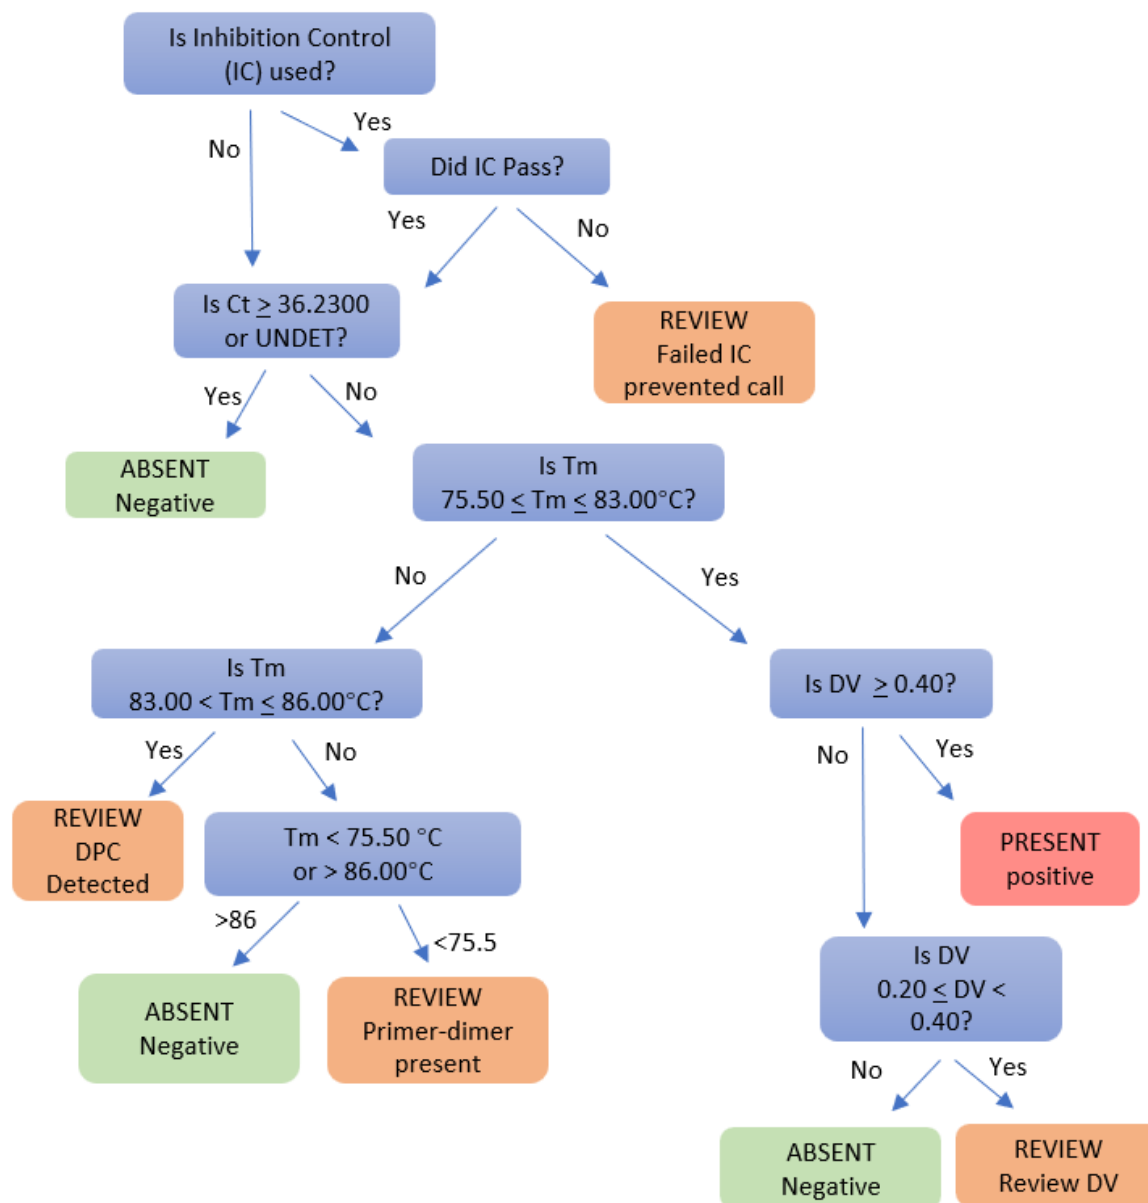 Is Inhibition Control
(IC) used?
Yes
No
Did IC Pass?
Yes
No
Is Ct ≥ 36.2300
or UNDET?
REVIEW
Failed IC
prevented call
Yes
No
ABSENT
Negative
Is Tm
75.50 ≤ Tm ≤ 83.00°C?
No
Yes
Is Tm
83.00 < Tm ≤ 86.00°C?
Is DV ≥ 0.40?
Yes
No
No
Yes
REVIEW
DPC
Detected
Tm < 75.50 °C
or > 86.00°C
PRESENT
positive
>86
<75.5
Is DV
0.20 ≤ DV <
0.40?
ABSENT
Negative
REVIEW
Primer-dimer
present
No
Yes
ABSENT
Negative
REVIEW
Review DV